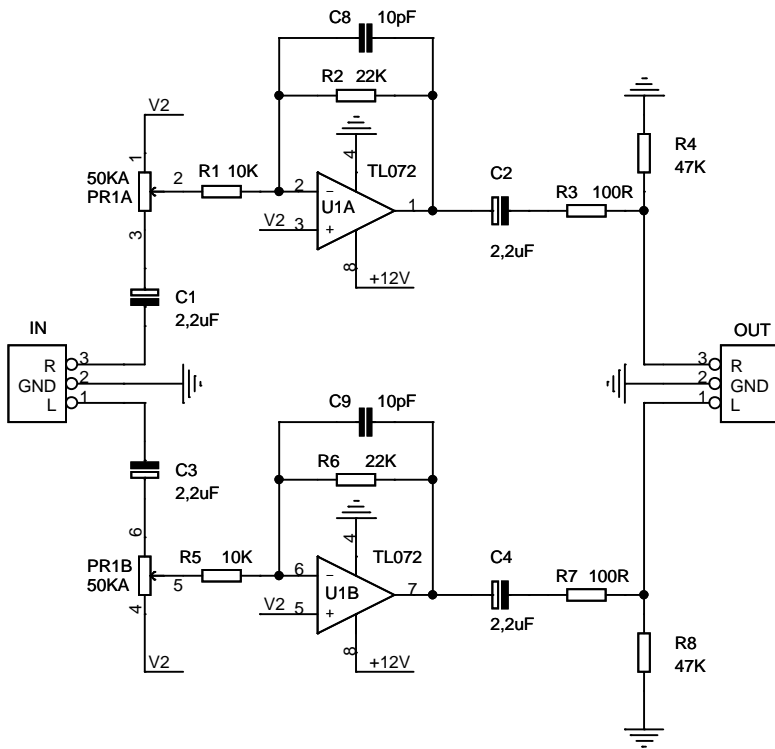 C8 10pF
R2 22K
V2
1
4
TL072
R4
47K
50KA
PR1A
2
R1 10K
2
−
U1A
1
C2
R3 100R
V2 3
+
3
2,2uF
8
+12V
C1
2,2uF
IN
OUT
R
3
3
R
GND
2
2
GND
L
1
1
L
C9 10pF
C3
2,2uF
R6 22K
6
4
TL072
C4
PR1B
50KA
5
R5 10K
6
−
U1B
7
R7 100R
V2 5
+
4
2,2uF
8
+12V
R8
47K
V2